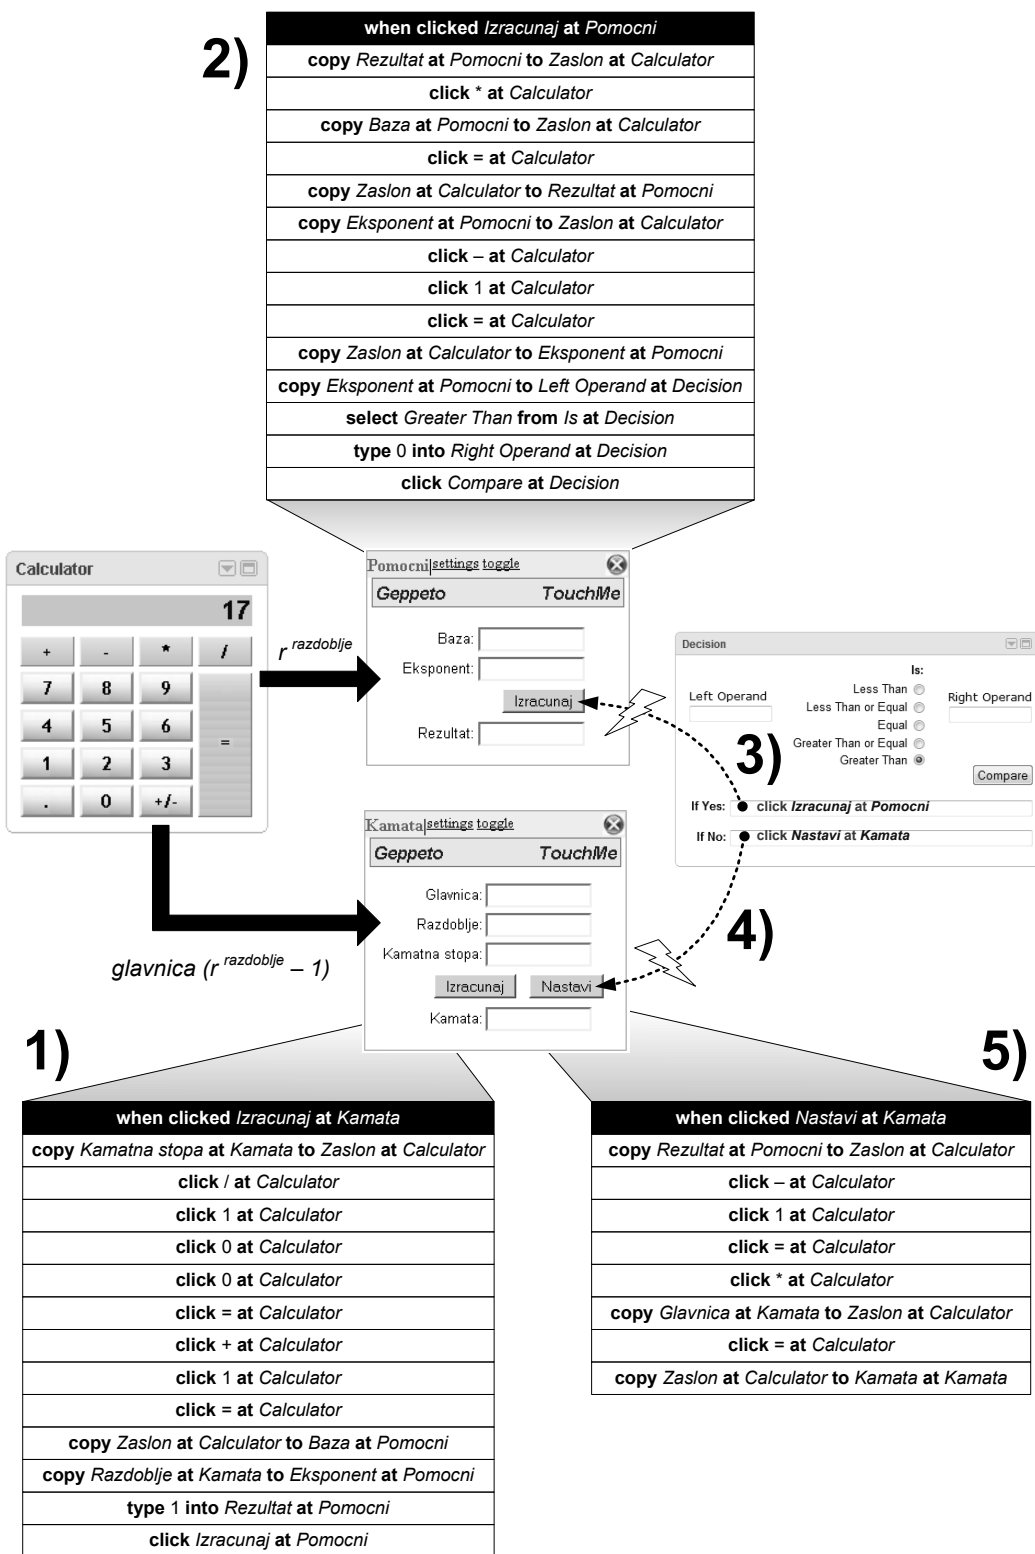 2)
when clicked Izracunaj at Pomocni
copy Rezultat at Pomocni to Zaslon at Calculator
click * at Calculator
copy Baza at Pomocni to Zaslon at Calculator
click = at Calculator
copy Zaslon at Calculator to Rezultat at Pomocni
copy Eksponent at Pomocni to Zaslon at Calculator
click – at Calculator
click 1 at Calculator
click = at Calculator
copy Zaslon at Calculator to Eksponent at Pomocni
copy Eksponent at Pomocni to Left Operand at Decision
select Greater Than from Is at Decision
type 0 into Right Operand at Decision
click Compare at Decision
Calculator
17
+ - * /
7 8 9
4 5 6
=
1 2 3
. 0 +/-
r razdoblje
Pomocni|settings toggle
Geppeto TouchMe
Baza:
Eksponent:
Izracunaj
Rezultat:
Decision
Is:
Left Operand
Less Than
Less Than or Equal
Equal
Greater Than or Equal
Greater Than
Right Operand
Compare
3)
If Yes: click Izracunaj at Pomocni
If No: click Nastavi at Kamata
4)
Kamata|settings toggle
Geppeto TouchMe
Glavnica:
Razdoblje:
Kamatna stopa:
Izracunaj Nastavi
Kamata:
glavnica (r razdoblje – 1)
1)
when clicked Izracunaj at Kamata
copy Kamatna stopa at Kamata to Zaslon at Calculator
click / at Calculator
click 1 at Calculator
click 0 at Calculator
click 0 at Calculator
click = at Calculator
click + at Calculator
click 1 at Calculator
click = at Calculator
copy Zaslon at Calculator to Baza at Pomocni
copy Razdoblje at Kamata to Eksponent at Pomocni
type 1 into Rezultat at Pomocni
click Izracunaj at Pomocni
5)
when clicked Nastavi at Kamata
copy Rezultat at Pomocni to Zaslon at Calculator
click – at Calculator
click 1 at Calculator
click = at Calculator
click * at Calculator
copy Glavnica at Kamata to Zaslon at Calculator
click = at Calculator
copy Zaslon at Calculator to Kamata at Kamata